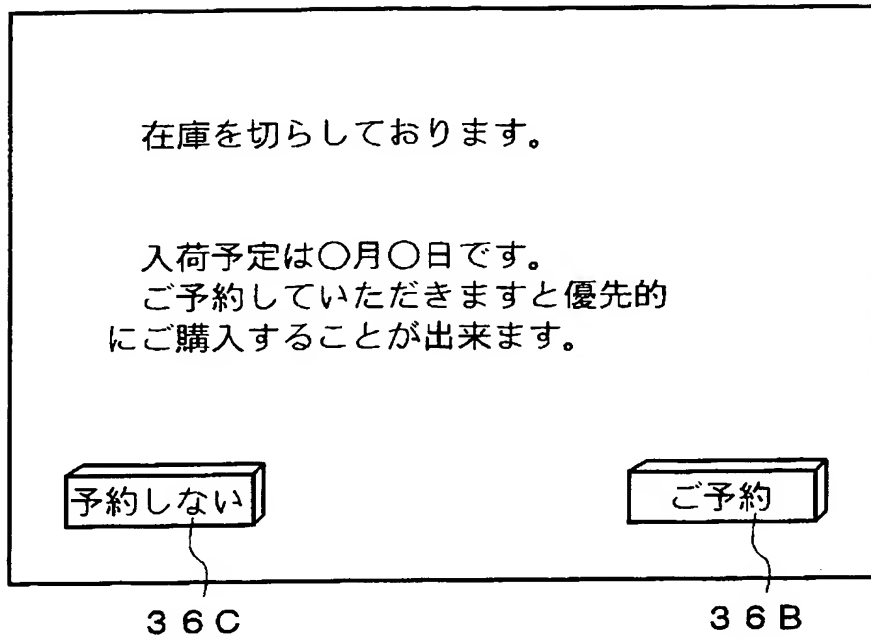 在庫を切らしております。
入荷予定は○月○日です。
ご予約していただきますと優先的
にご購入することが出来ます。
予約しない
ご予約
36C
36B